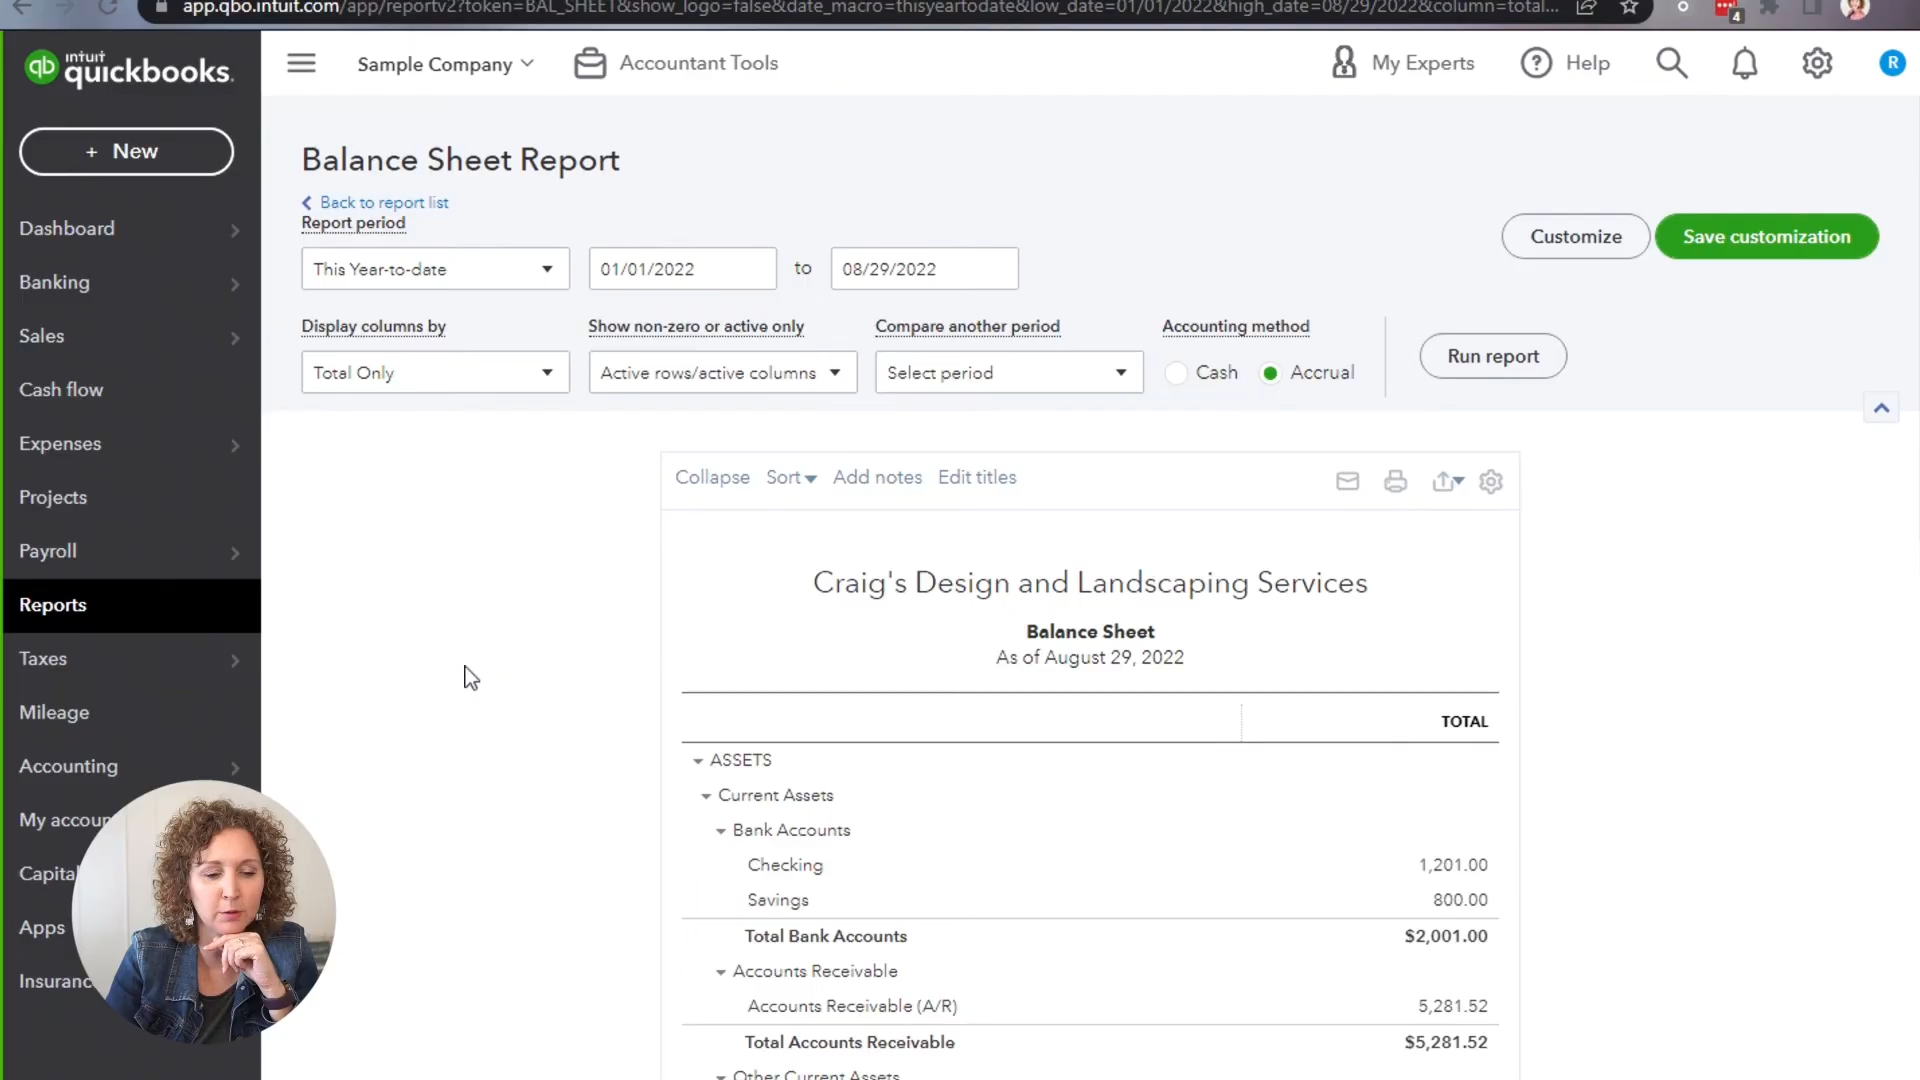 app.qbo.intuit.com/app/reportv2?token=BAL_SHEET&show_logo=false&date_macro=thisyeartodate&low_date=01/01/2022&high_date=08/29/2022&column=total...
4
intuit
quickbooks.
qb
Sample Company
Accountant Tools
My Experts
Help
R
+ New
Dashboard
Banking
Sales
Cash flow
Expenses
Projects
Payroll
Reports
Taxes
Mileage
Accounting
My accoun
Capital
Apps
Insuranc
Balance Sheet Report
Back to report list
Report period
This Year-to-date
01/01/2022
to
08/29/2022
Customize
Save customization
Display columns by
Show non-zero or active only
Compare another period
Accounting method
Total Only
Active rows/active columns
Select period
Cash
Accrual
Run report
Collapse
Sort
Add notes
Edit titles
Craig's Design and Landscaping Services
Balance Sheet
As of August 29, 2022
TOTAL
ASSETS
Current Assets
Bank Accounts
Checking 1,201.00
Savings 800.00
Total Bank Accounts $2,001.00
Accounts Receivable
Accounts Receivable (A/R) 5,281.52
Total Accounts Receivable $5,281.52
Other Current Assets